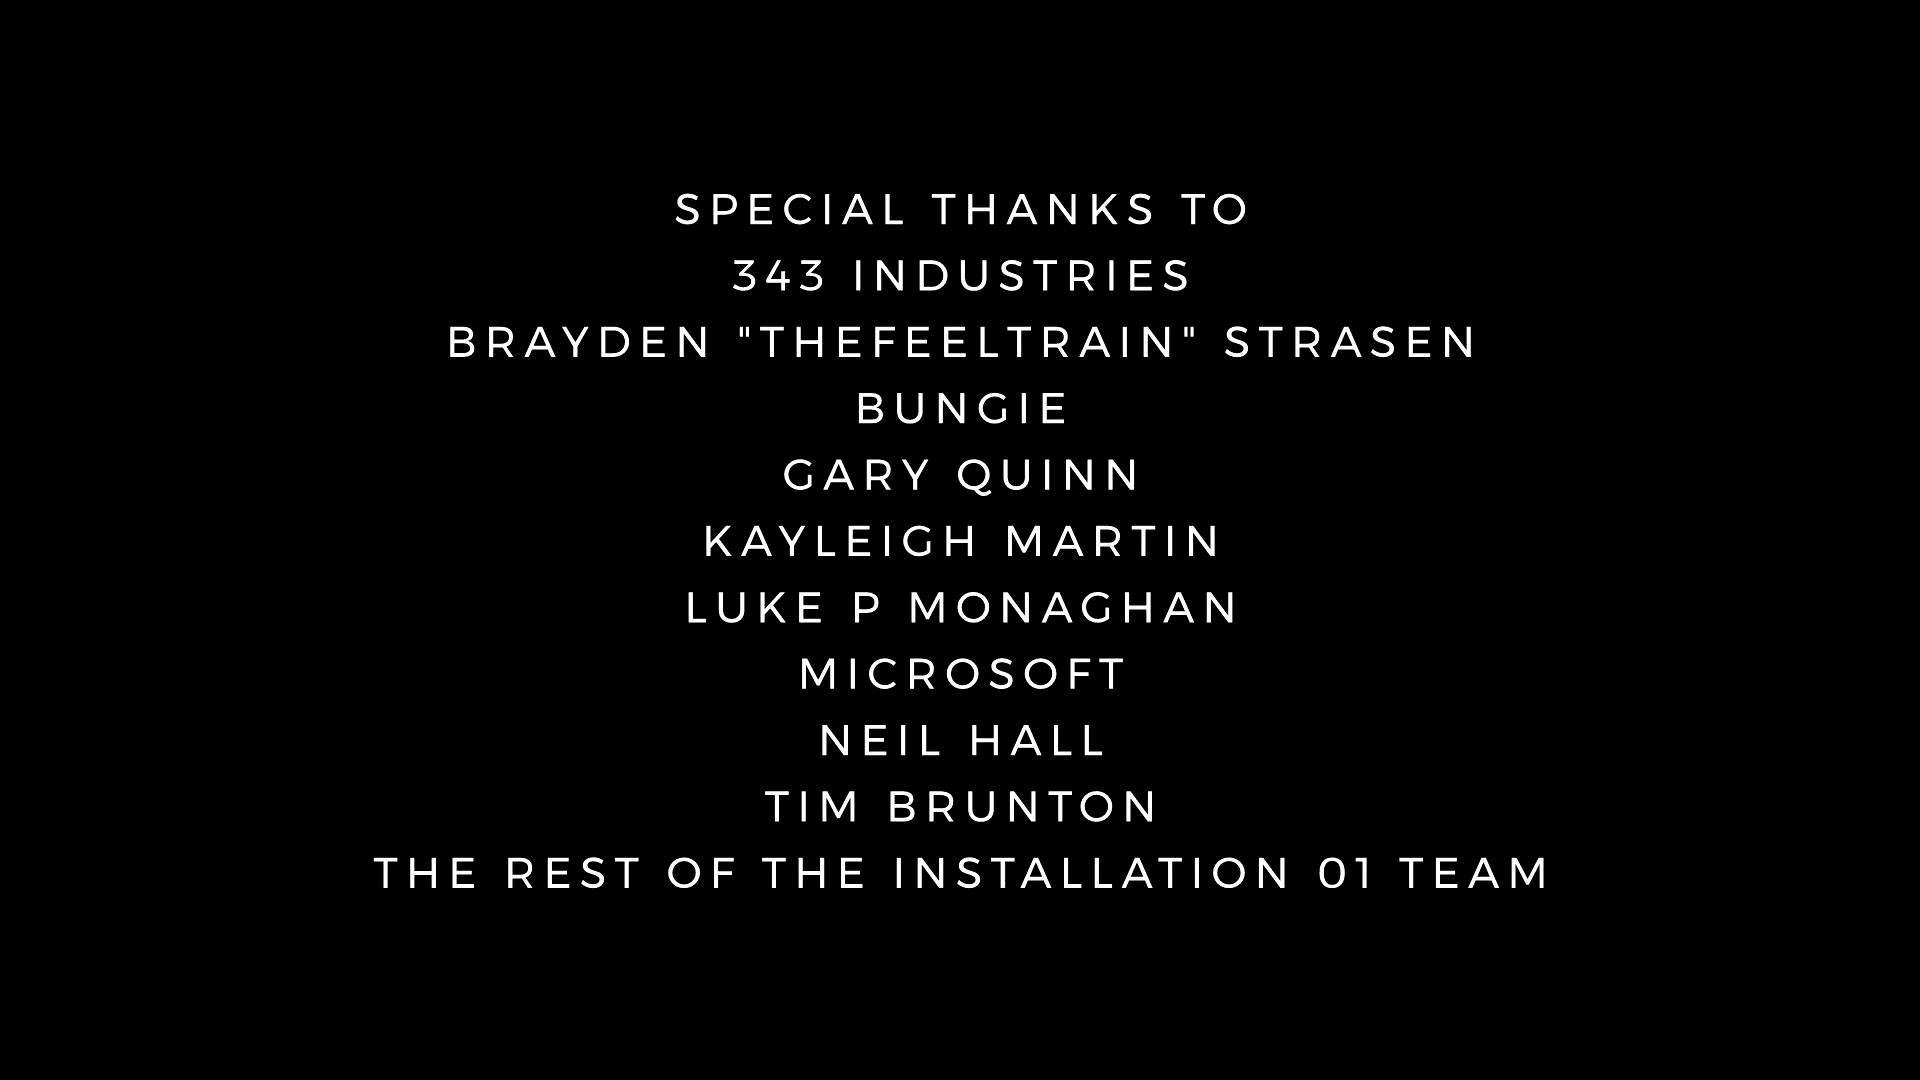 SPECIAL THANKS TO
343 INDUSTRIES
BRAYDEN "THEFEELTRAIN" STRASEN
BUNGIE
GARY QUINN
KAYLEIGH MARTIN
LUKE P MONAGHAN
MICROSOFT
NEIL HALL
TIM BRUNTON
THE REST OF THE INSTALLATION 01 TEAM